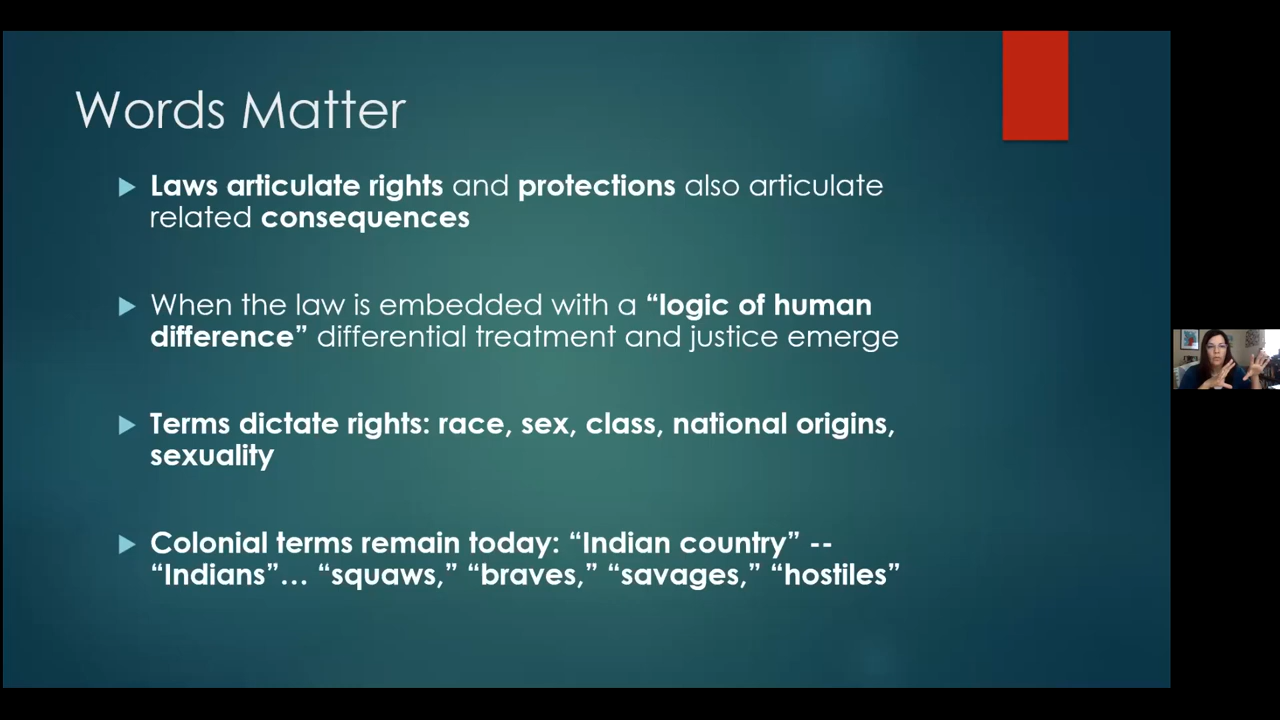 Words Matter
Laws articulate rights and protections also articulate
related consequences
When the law is embedded with a “logic of human
difference” differential treatment and justice emerge
Terms dictate rights: race, sex, class, national origins,
sexuality
Colonial terms remain today: “Indian country” --
“Indians”… “squaws,” “braves,” “savages,” “hostiles”